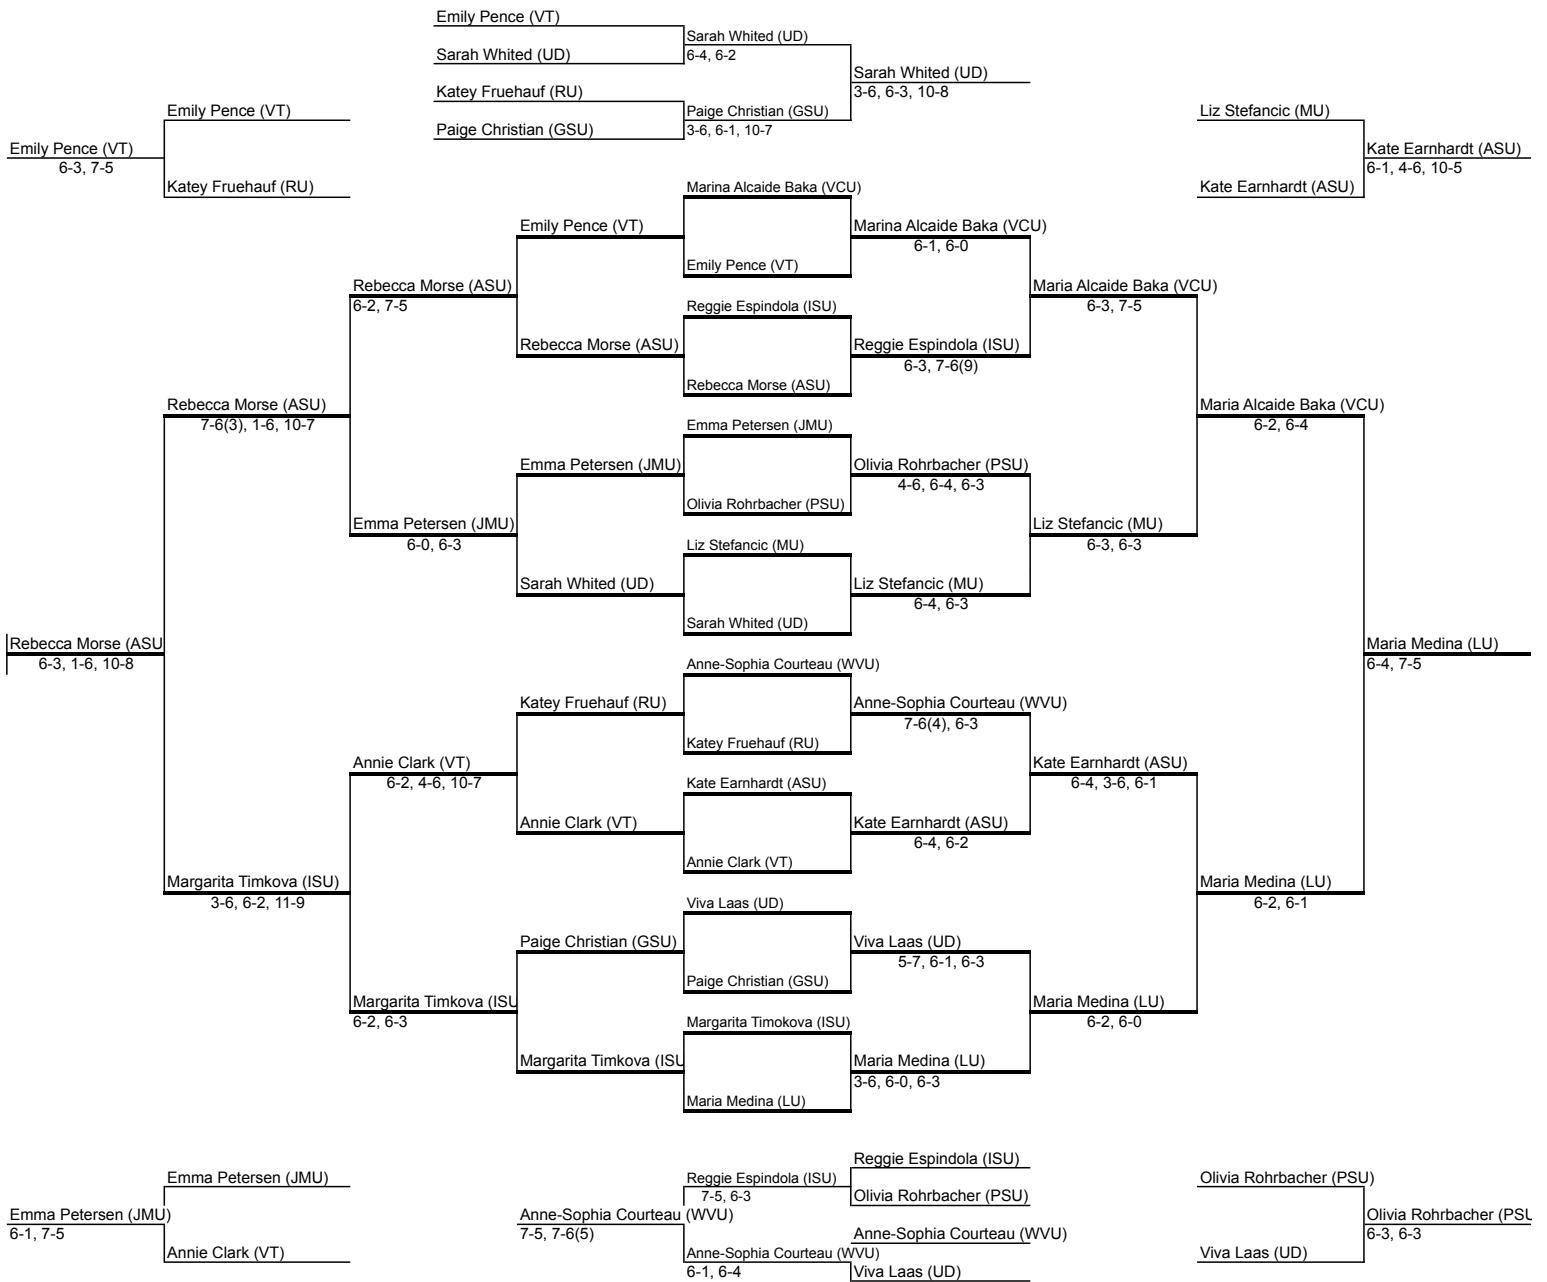 Emily Pence (VT)
Sarah Whited (UD)
Sarah Whited (UD)
6-4, 6-2
Sarah Whited (UD)
3-6, 6-3, 10-8
Katey Fruehauf (RU)
Paige Christian (GSU)
Paige Christian (GSU)
3-6, 6-1, 10-7
Emily Pence (VT)
Emily Pence (VT)
6-3, 7-5
Katey Fruehauf (RU)
Liz Stefancic (MU)
Kate Earnhardt (ASU)
6-1, 4-6, 10-5
Kate Earnhardt (ASU)
Marina Alcaide Baka (VCU)
Emily Pence (VT)
Marina Alcaide Baka (VCU)
6-1, 6-0
Emily Pence (VT)
Rebecca Morse (ASU)
6-2, 7-5
Maria Alcaide Baka (VCU)
6-3, 7-5
Reggie Espindola (ISU)
Rebecca Morse (ASU)
Reggie Espindola (ISU)
6-3, 7-6(9)
Rebecca Morse (ASU)
Rebecca Morse (ASU)
7-6(3), 1-6, 10-7
Maria Alcaide Baka (VCU)
6-2, 6-4
Emma Petersen (JMU)
Emma Petersen (JMU)
Olivia Rohrbacher (PSU)
4-6, 6-4, 6-3
Olivia Rohrbacher (PSU)
Emma Petersen (JMU)
6-0, 6-3
Liz Stefancic (MU)
6-3, 6-3
Liz Stefancic (MU)
Sarah Whited (UD)
Liz Stefancic (MU)
6-4, 6-3
Sarah Whited (UD)
Rebecca Morse (ASU
6-3, 1-6, 10-8
Maria Medina (LU)
6-4, 7-5
Anne-Sophia Courteau (WVU)
Katey Fruehauf (RU)
Anne-Sophia Courteau (WVU)
7-6(4), 6-3
Katey Fruehauf (RU)
Annie Clark (VT)
6-2, 4-6, 10-7
Kate Earnhardt (ASU)
6-4, 3-6, 6-1
Kate Earnhardt (ASU)
Annie Clark (VT)
Kate Earnhardt (ASU)
6-4, 6-2
Annie Clark (VT)
Margarita Timkova (ISU)
3-6, 6-2, 11-9
Maria Medina (LU)
6-2, 6-1
Viva Laas (UD)
Paige Christian (GSU)
Viva Laas (UD)
5-7, 6-1, 6-3
Paige Christian (GSU)
Margarita Timkova (ISU
6-2, 6-3
Maria Medina (LU)
6-2, 6-0
Margarita Timokova (ISU)
Margarita Timkova (ISU
Maria Medina (LU)
3-6, 6-0, 6-3
Maria Medina (LU)
Emma Petersen (JMU)
Emma Petersen (JMU)
6-1, 7-5
Annie Clark (VT)
Reggie Espindola (ISU)
Reggie Espindola (ISU)
7-5, 6-3
Olivia Rohrbacher (PSU)
Anne-Sophia Courteau (WVU)
7-5, 7-6(5)
Anne-Sophia Courteau (WVU)
Anne-Sophia Courteau (WVU)
6-1, 6-4
Viva Laas (UD)
Olivia Rohrbacher (PSU)
Olivia Rohrbacher (PSU
6-3, 6-3
Viva Laas (UD)